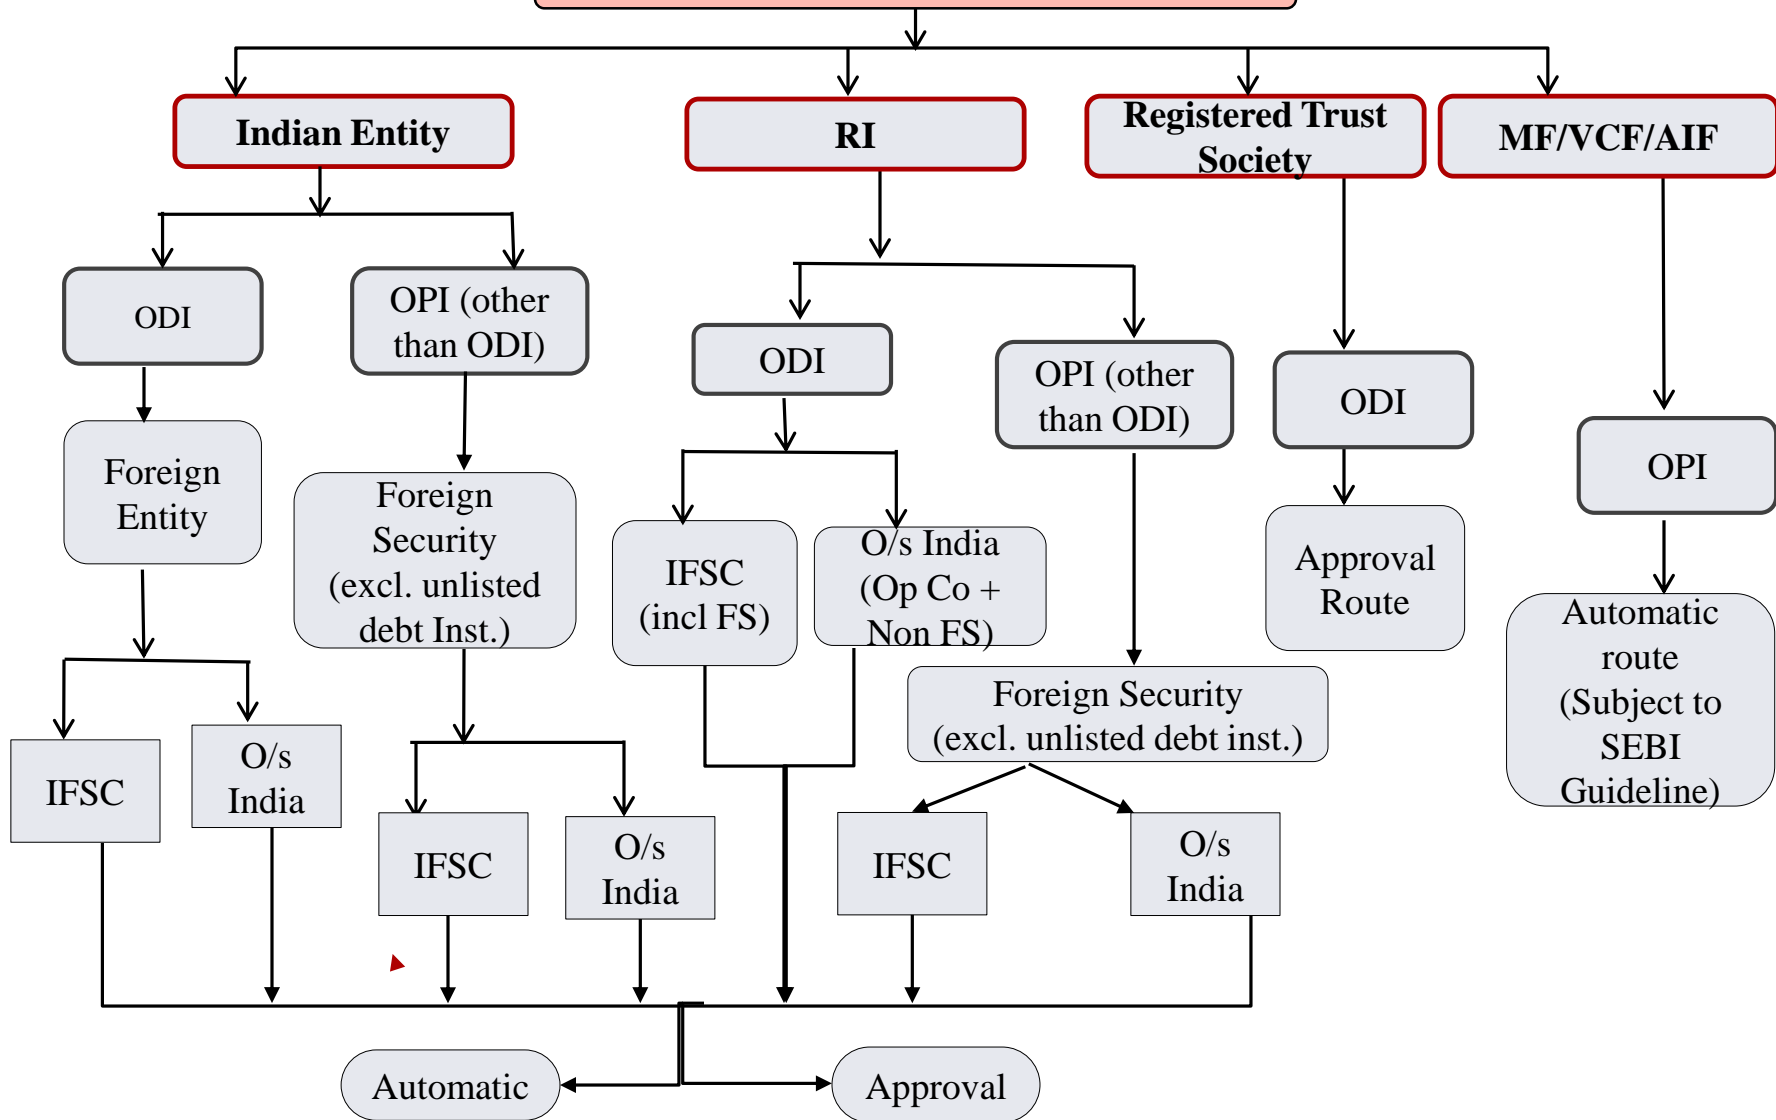 Indian Entity
RI
Registered Trust
Society
MF/VCF/AIF
ODI
OPI (other
than ODI)
ODI
OPI (other
than ODI)
ODI
OPI
Foreign
Entity
Foreign
Security
(excl. unlisted
debt Inst.)
IFSC
(incl FS)
O/s India
(Op Co +
Non FS)
Approval
Route
Automatic
route
(Subject to
SEBI
Guideline)
Foreign Security
(excl. unlisted debt inst.)
IFSC
O/s
India
IFSC
O/s
India
IFSC
O/s
India
Automatic
Approval